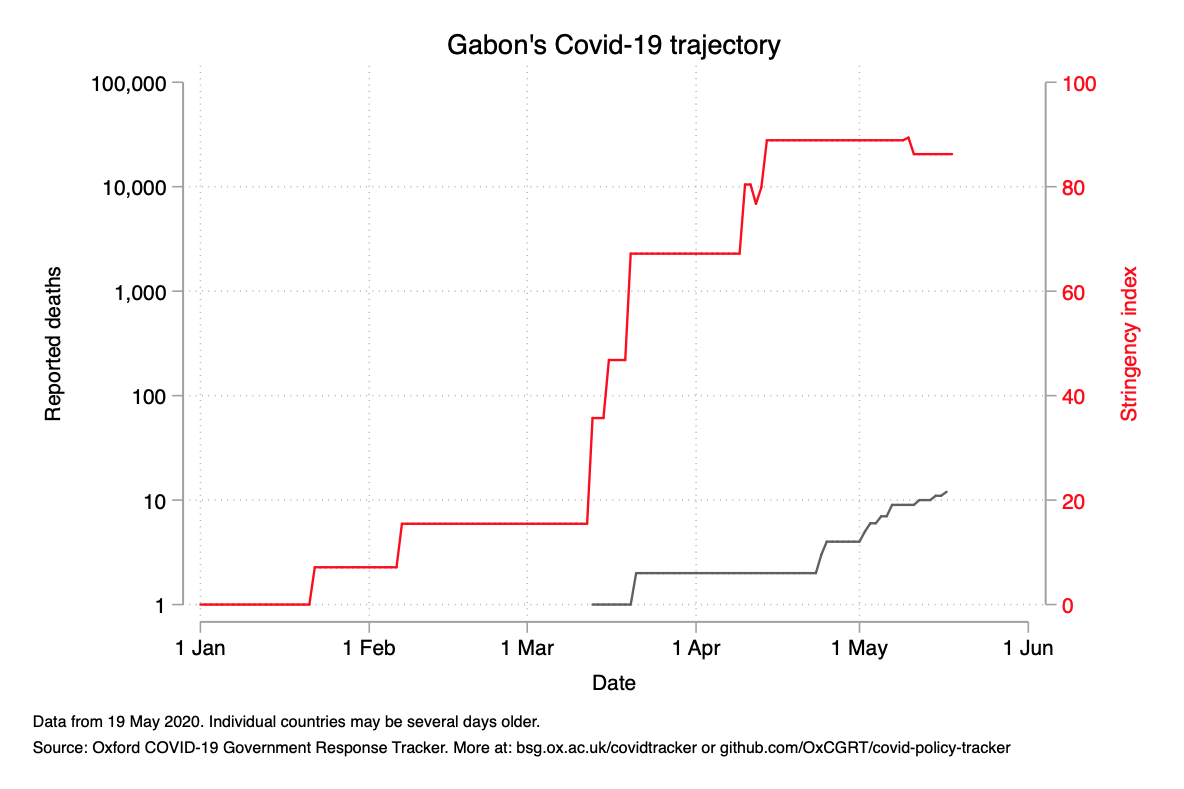 Gabon's Covid-19 trajectory
100,000
10,000
1,000
100
10
1
Reported deaths
100
80
60
40
20
0
Stringency index
1 Jan
1 Feb
1 Mar
1 Apr
1 May
1 Jun
Date
Data from 19 May 2020. Individual countries may be several days older.
Source: Oxford COVID-19 Government Response Tracker. More at: bsg.ox.ac.uk/covidtracker or github.com/OxCGRT/covid-policy-tracker